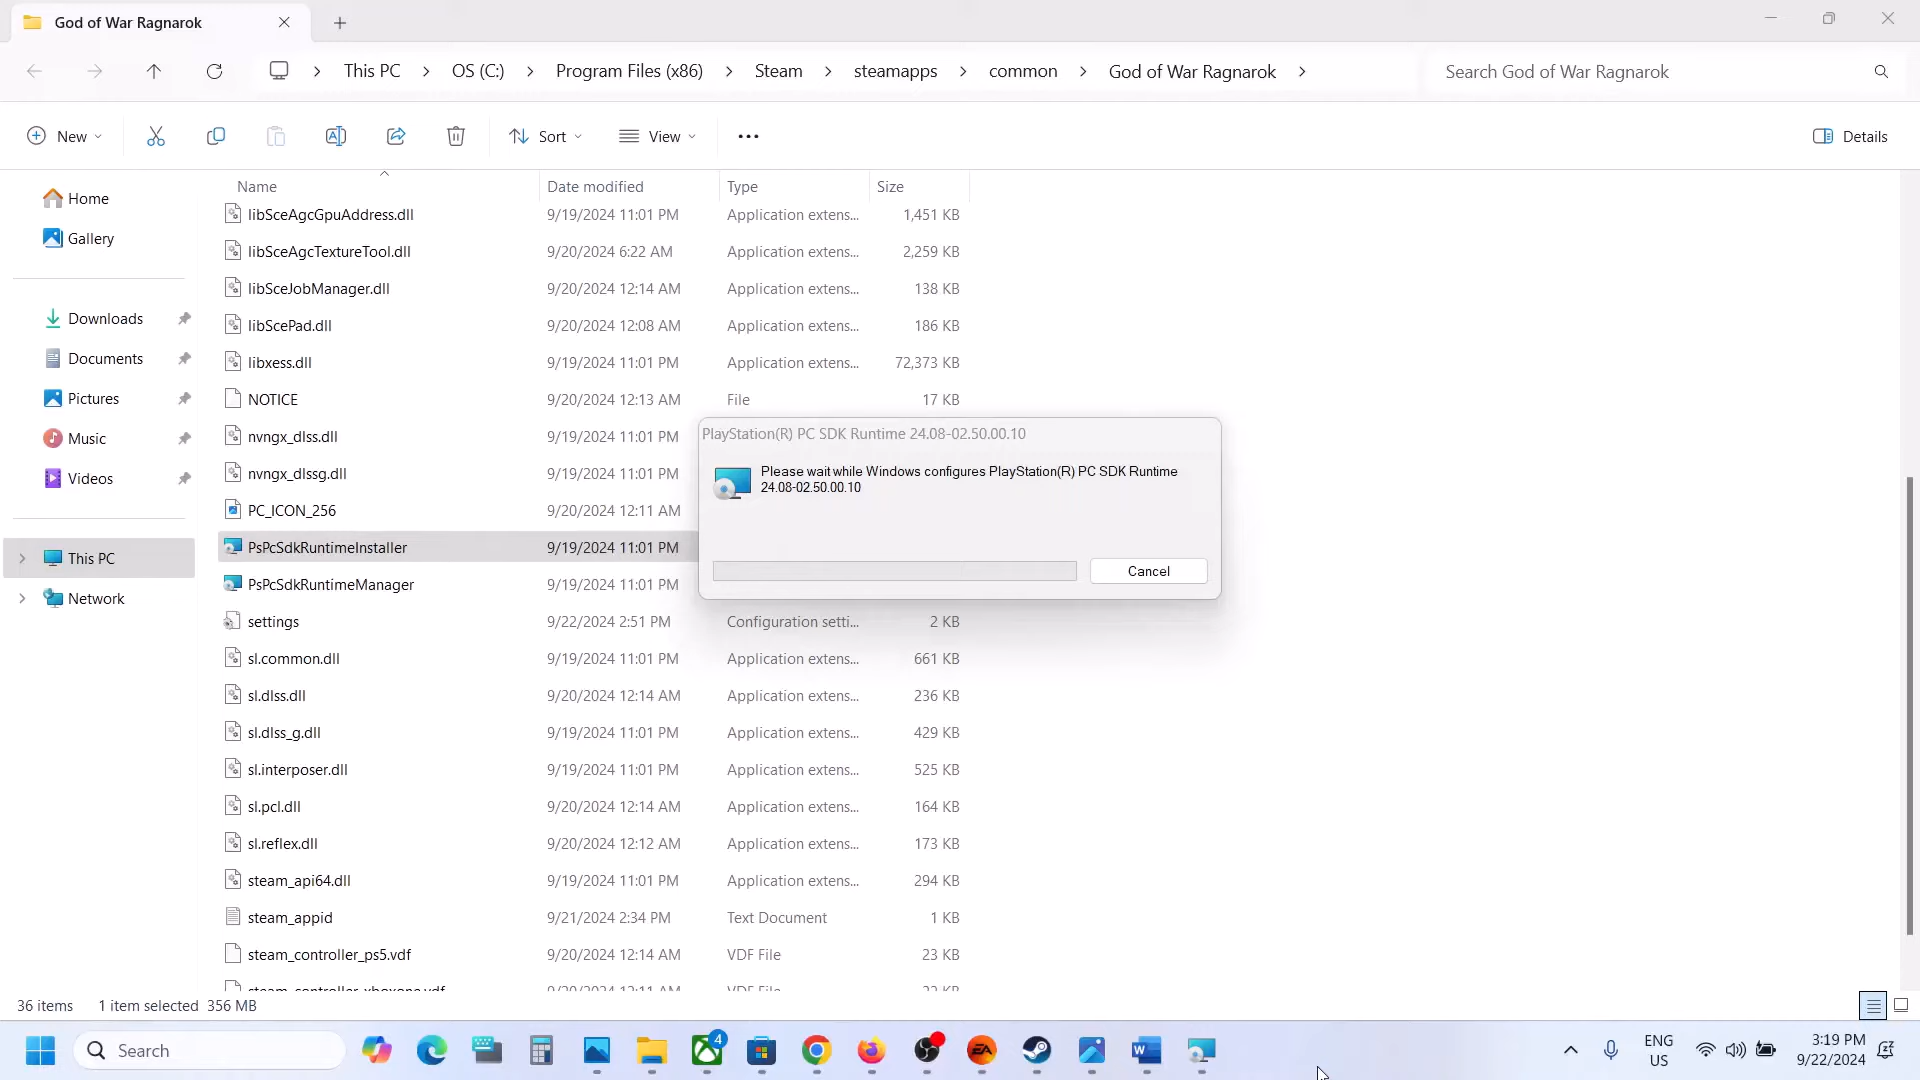 God of War Ragnarok
This PC
OS (C:)
Program Files (x86)
Steam
steamapps
common
God of War Ragnarok
Search God of War Ragnarok
New
Sort
View
Details
Name Date modified Type Size
Home
Gallery
Downloads
Documents
Pictures
Music
Videos
This PC
Network
libSceAgcGpuAddress.dll 9/19/2024 11:01 PM Application extens... 1,451 KB
libSceAgcTextureTool.dll 9/20/2024 6:22 AM Application extens... 2,259 KB
libSceJobManager.dll 9/20/2024 12:14 AM Application extens... 138 KB
libScePad.dll 9/20/2024 12:08 AM Application extens... 186 KB
libxess.dll 9/19/2024 11:01 PM Application extens... 72,373 KB
NOTICE 9/20/2024 12:13 AM File 17 KB
nvngx_dlss.dll 9/19/2024 11:01 PM
nvngx_dlssg.dll 9/19/2024 11:01 PM
PC_ICON_256 9/20/2024 12:11 AM
PsPcSdkRuntimeInstaller 9/19/2024 11:01 PM
PsPcSdkRuntimeManager 9/19/2024 11:01 PM
settings 9/22/2024 2:51 PM Configuration setti... 2 KB
sl.common.dll 9/19/2024 11:01 PM Application extens... 661 KB
sl.dlss.dll 9/20/2024 12:14 AM Application extens... 236 KB
sl.dlss_g.dll 9/19/2024 11:01 PM Application extens... 429 KB
sl.interposer.dll 9/19/2024 11:01 PM Application extens... 525 KB
sl.pcl.dll 9/20/2024 12:14 AM Application extens... 164 KB
sl.reflex.dll 9/20/2024 12:12 AM Application extens... 173 KB
steam_api64.dll 9/19/2024 11:01 PM Application extens... 294 KB
steam_appid 9/21/2024 2:34 PM Text Document 1 KB
steam_controller_ps5.vdf 9/20/2024 12:14 AM VDF File 23 KB
PlayStation(R) PC SDK Runtime 24.08-02.50.00.10
Please wait while Windows configures PlayStation(R) PC SDK Runtime
24.08-02.50.00.10
Cancel
36 items 1 item selected 356 MB
Search
4
EA
W
ENG
US
3:19 PM
9/22/2024